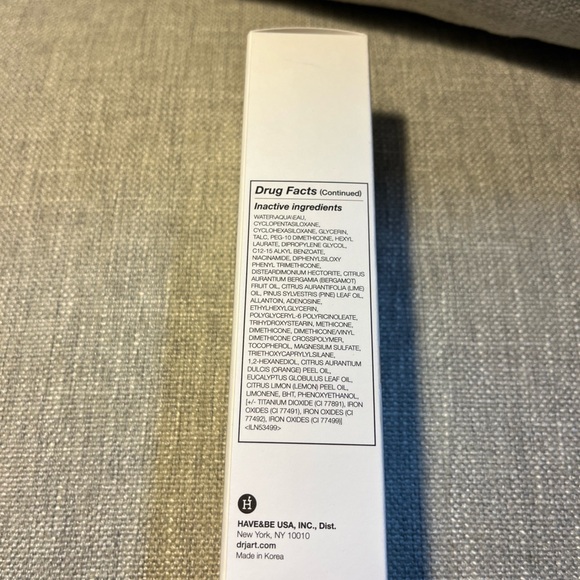 Drug Facts (Continued)
Inactive ingredients
WATER\AQUA\EAU,
CYCLOPENTASILOXANE,
CYCLOHEXASILOXANE, GLYCERIN,
TALC, PEG-10 DIMETHICONE, HEXYL
LAURATE, DIPROPYLENE GLYCOL,
C12-15 ALKYL BENZOATE,
NIACINAMIDE, DIPHENYLSILOXY
PHENYL TRIMETHICONE,
DISTEARDIMONIUM HECTORITE, CITRUS
AURANTIUM BERGAMIA (BERGAMOT)
FRUIT OIL, CITRUS AURANTIFOLIA (LIME)
OIL, PINUS SYLVESTRIS (PINE) LEAF OIL,
ALLANTOIN, ADENOSINE,
ETHYLHEXYLGLYCERIN,
POLYGLYCERYL-6 POLYRICINOLEATE,
TRIHYDROXYSTEARIN, METHICONE,
DIMETHICONE, DIMETHICONE/VINYL
DIMETHICONE CROSSPOLYMER,
TOCOPHEROL, MAGNESIUM SULFATE,
TRIETHOXYCAPRYLYLSILANE,
1,2-HEXANEDIOL, CITRUS AURANTIUM
DULCIS (ORANGE) PEEL OIL,
EUCALYPTUS GLOBULUS LEAF OIL,
CITRUS LIMON (LEMON) PEEL OIL,
LIMONENE, BHT, PHENOXYETHANOL,
[+/- TITANIUM DIOXIDE (CI 77891), IRON
OXIDES (CI 77491), IRON OXIDES (CI
77492), IRON OXIDES (CI 77499)]
<ILN53499>
H
HAVE&BE USA, INC., Dist.
New York, NY 10010
drjart.com
Made in Korea